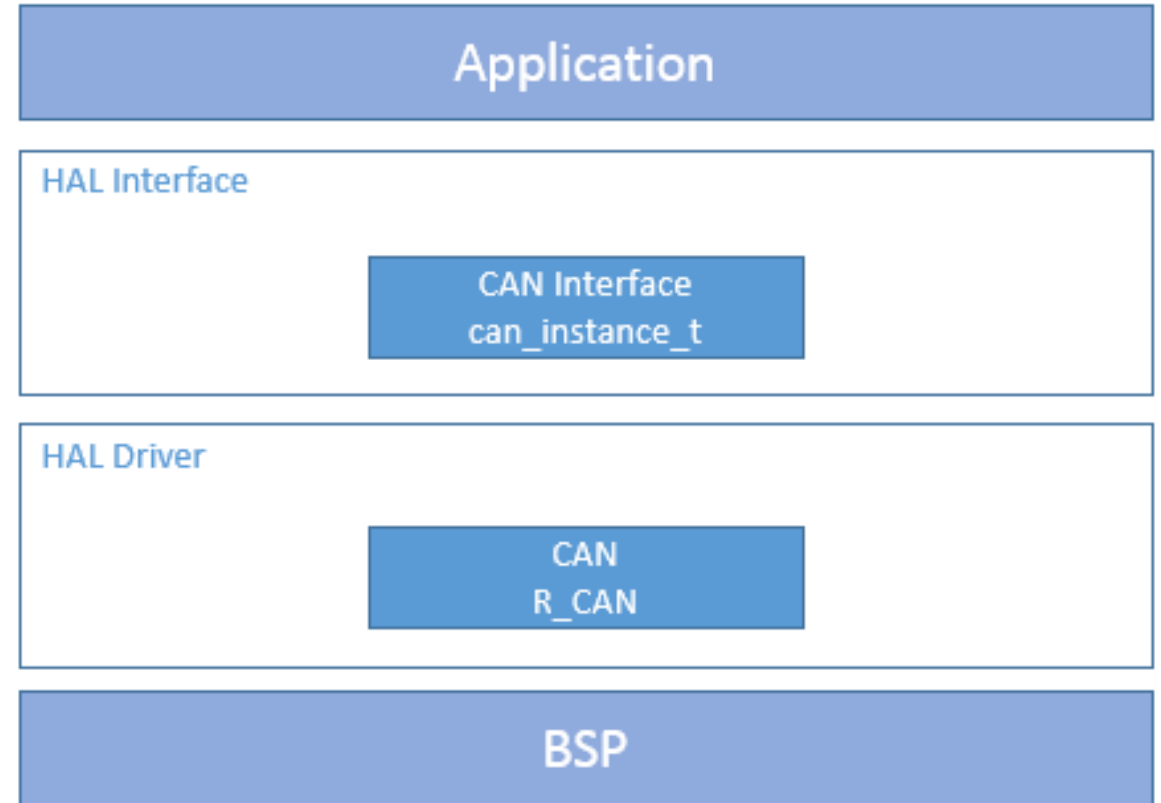 Application
HAL Interface
CAN Interface
can_instance_t
HAL Driver
CAN
R_CAN
BSP